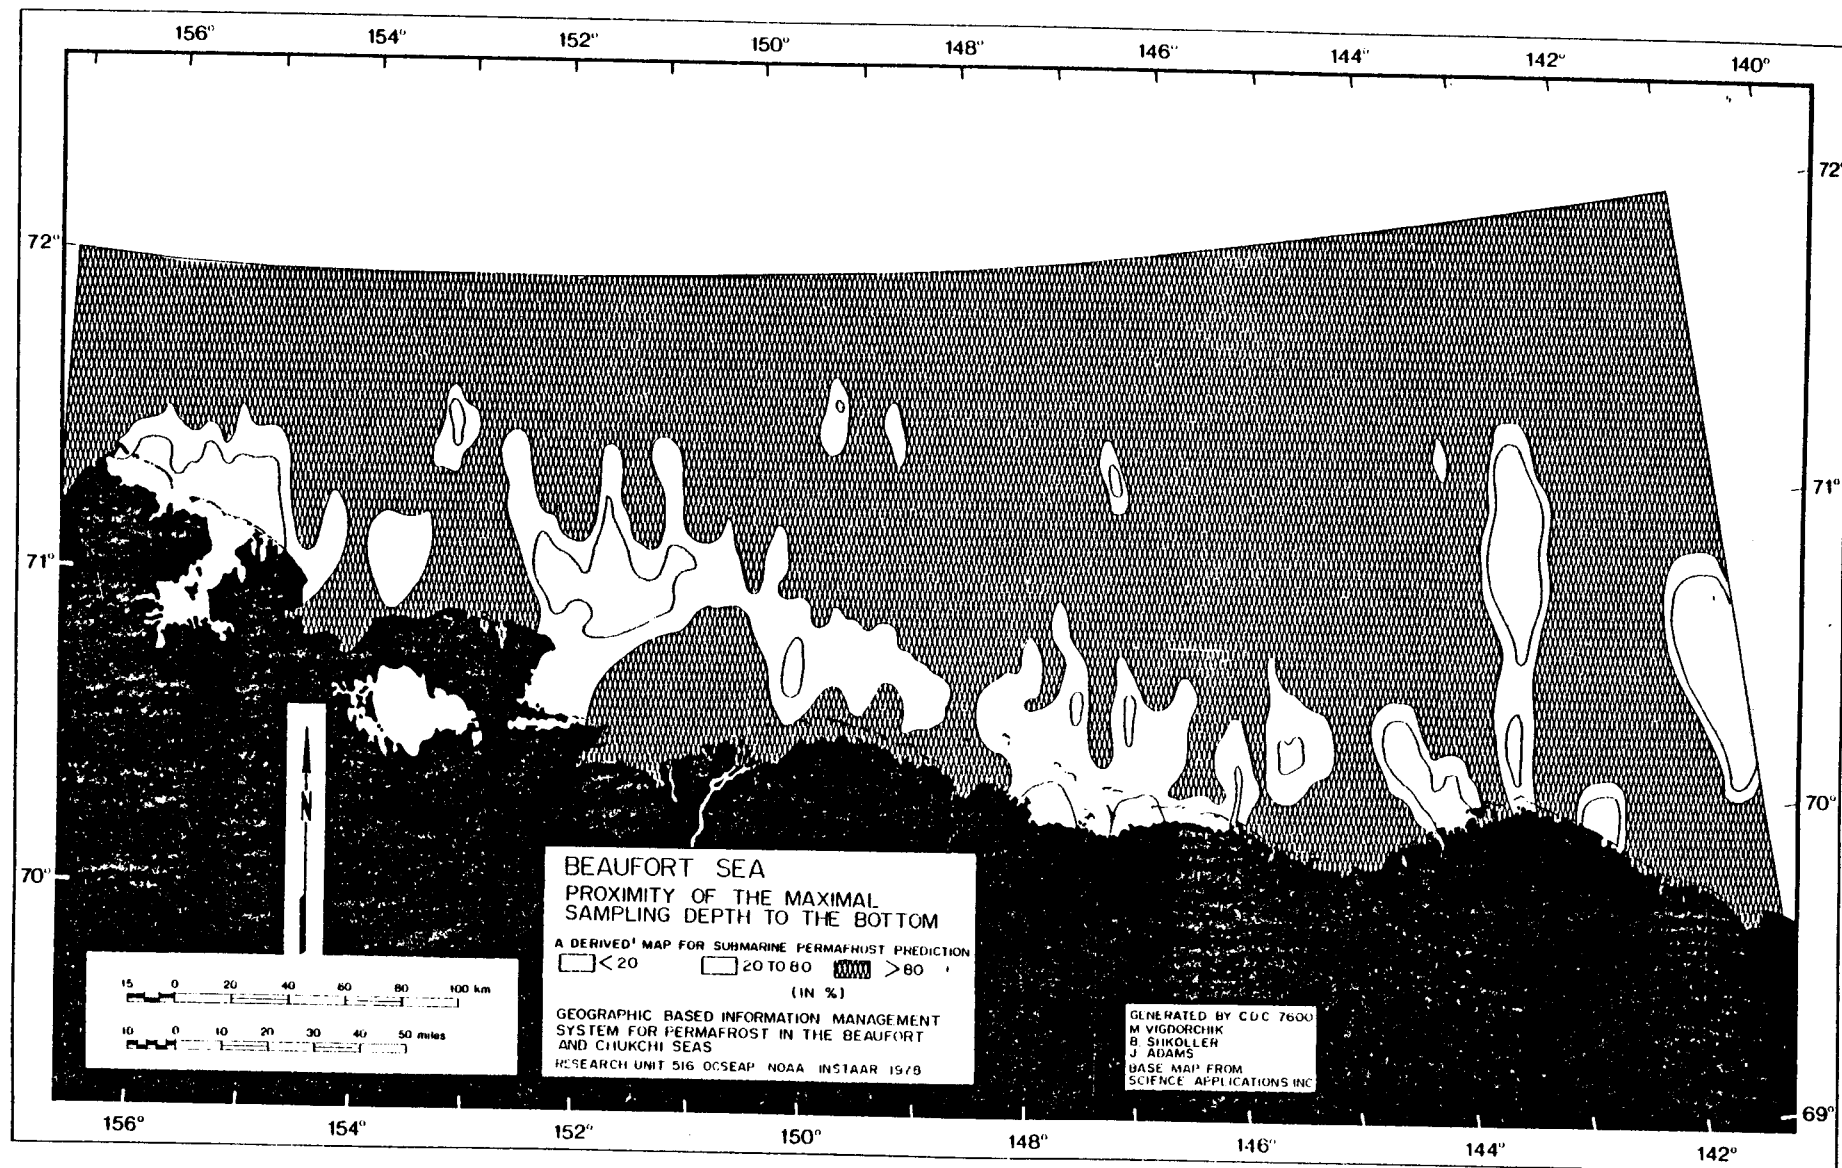 156° 154° 152° 150° 148° 146° 144° 142° 140°
72° 72°
71° 71°
70° 70°
69°
N
BEAUFORT SEA
PROXIMITY OF THE MAXIMAL
SAMPLING DEPTH TO THE BOTTOM
A DERIVED¹ MAP FOR SUBMARINE PERMAFROST PREDICTION
<20 20 TO 80 >80
(IN %)
GEOGRAPHIC BASED INFORMATION MANAGEMENT
SYSTEM FOR PERMAFROST IN THE BEAUFORT
AND CHUKCHI SEAS
RESEARCH UNIT 516 OCSEAP NOAA INSTAAR 1978
15 0 20 40 60 80 100 km
10 0 10 20 30 40 50 miles
GENERATED BY CDC 7600
M VIGDORCHIK
B. SHKOLLER
J. ADAMS
BASE MAP FROM
SCIENCE APPLICATIONS INC
156° 154° 152° 150° 148° 146° 144° 142°